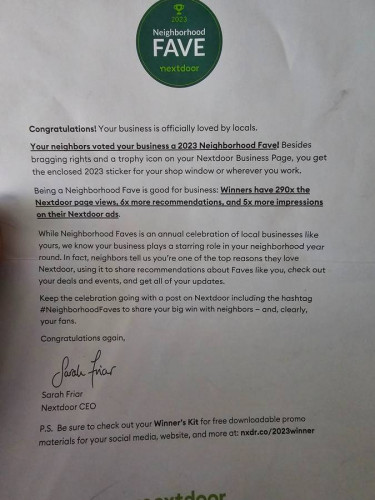 2023
Neighborhood
FAVE
nextdoor
Congratulations! Your business is officially loved by locals.
Your neighbors voted your business a 2023 Neighborhood Fave! Besides
bragging rights and a trophy icon on your Nextdoor Business Page, you get
the enclosed 2023 sticker for your shop window or wherever you work.
Being a Neighborhood Fave is good for business: Winners have 290x the
Nextdoor page views, 6x more recommendations, and 5x more impressions
on their Nextdoor ads.
While Neighborhood Faves is an annual celebration of local businesses like
yours, we know your business plays a starring role in your neighborhood year
round. In fact, neighbors tell us you're one of the top reasons they love
Nextdoor, using it to share recommendations about Faves like you, check out
your deals and events, and get all of your updates.
Keep the celebration going with a post on Nextdoor including the hashtag
#NeighborhoodFaves to share your big win with neighbors – and, clearly,
your fans.
Congratulations again,
Sarah Friar
Sarah Friar
Nextdoor CEO
P.S. Be sure to check out your Winner's Kit for free downloadable promo
materials for your social media, website, and more at: nxdr.co/2023winner
nextdoor